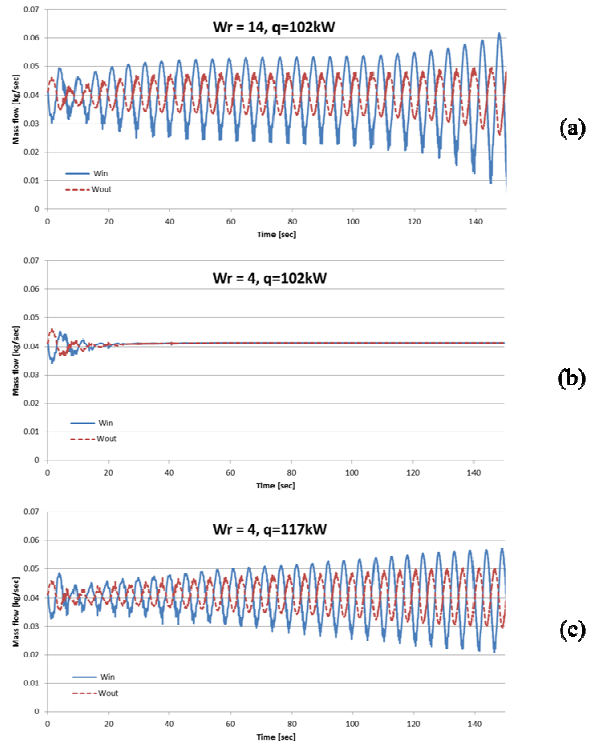 Wr = 14, q=102kW
0.07
0.06
0.05
0.04
0.03
0.02
0.01
0
Mass flow [kg/sec]
Win
Wout
0 20 40 60 80 100 120 140
Time [sec]
(a)
Wr = 4, q=102kW
0.07
0.06
0.05
0.04
0.03
0.02
0.01
0
Mass flow [kg/sec]
Win
Wout
0 20 40 60 80 100 120 140
Time [sec]
(b)
Wr = 4, q=117kW
0.07
0.06
0.05
0.04
0.03
0.02
0.01
0
Mass flow [kg/sec]
Win
Wout
0 20 40 60 80 100 120 140
Time [sec]
(c)